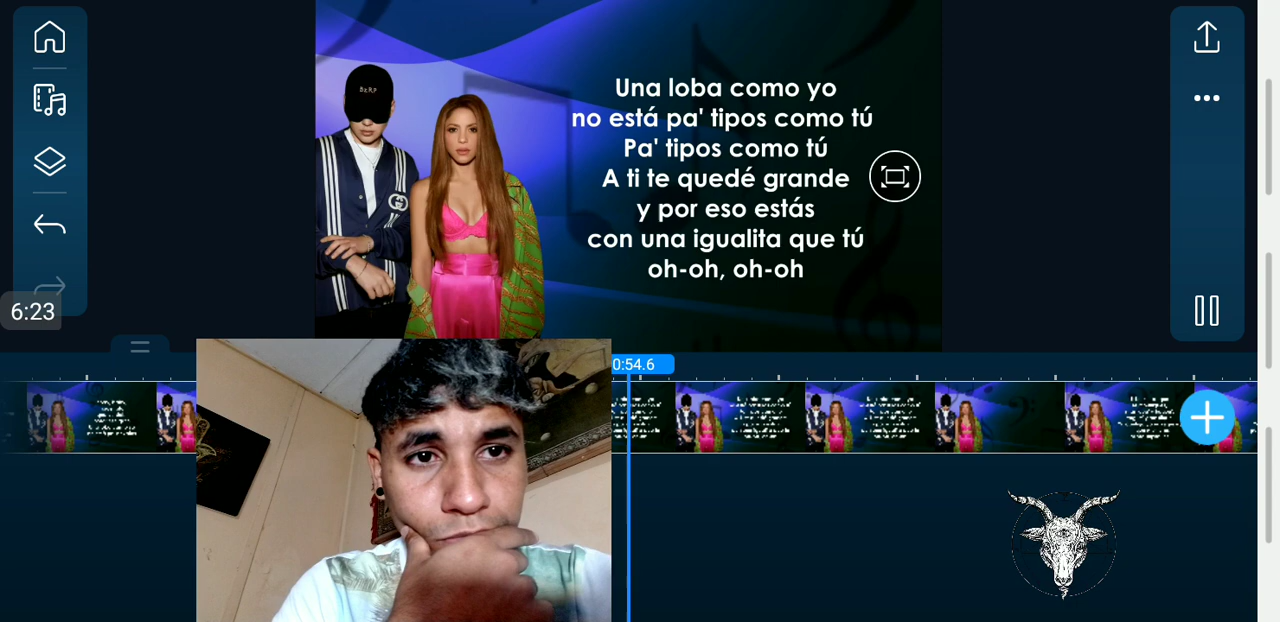 BZRP
Una loba como yo
no está pa' tipos como tú
Pa' tipos como tú
A ti te quedé grande
y por eso estás
con una igualita que tú
oh-oh, oh-oh
6:23
0:54.6